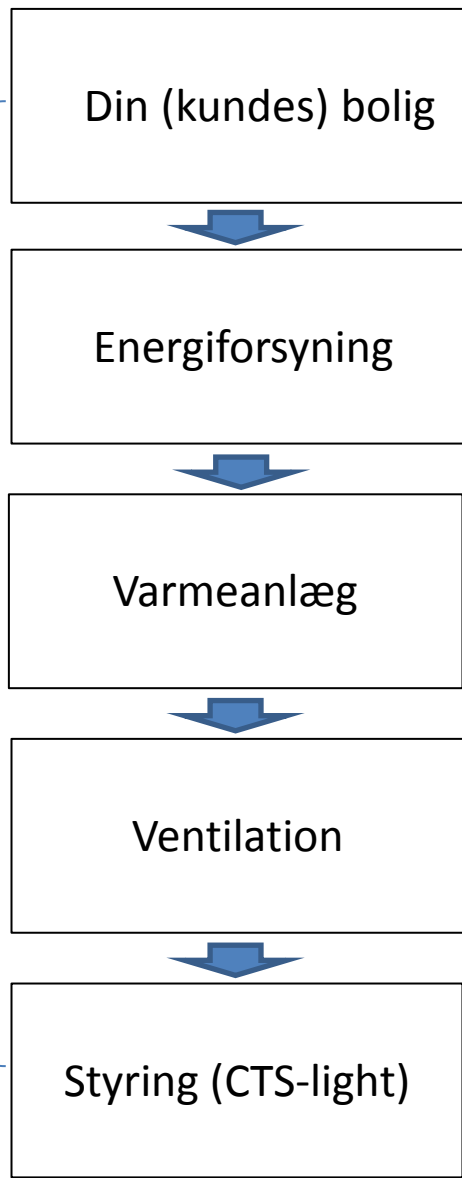 Din (kundes) bolig
Energiforsyning
Varmeanlæg
Ventilation
Styring (CTS-light)